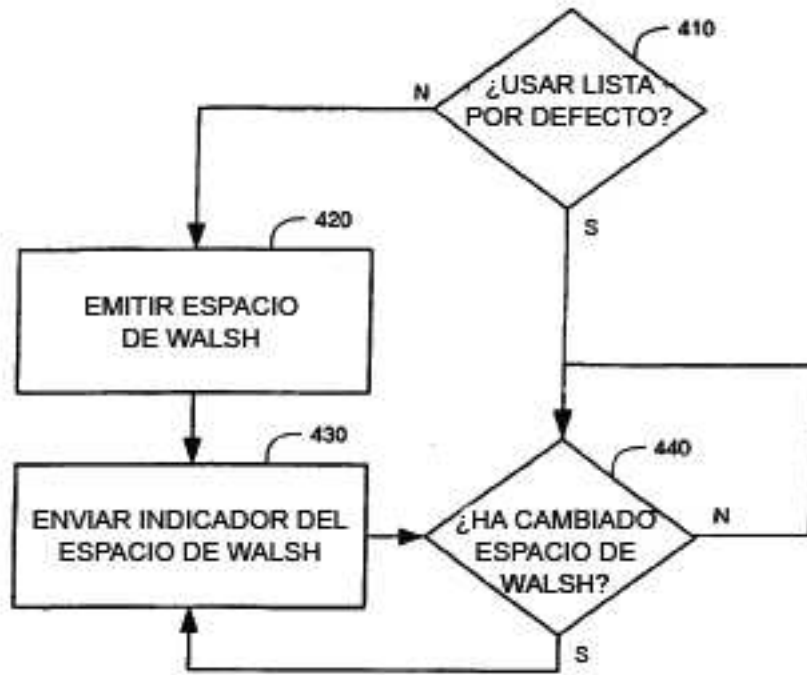 410
¿USAR LISTA
POR DEFECTO?
N
S
420
EMITIR ESPACIO
DE WALSH
430
ENVIAR INDICADOR DEL
ESPACIO DE WALSH
440
¿HA CAMBIADO
ESPACIO DE
WALSH?
N
S